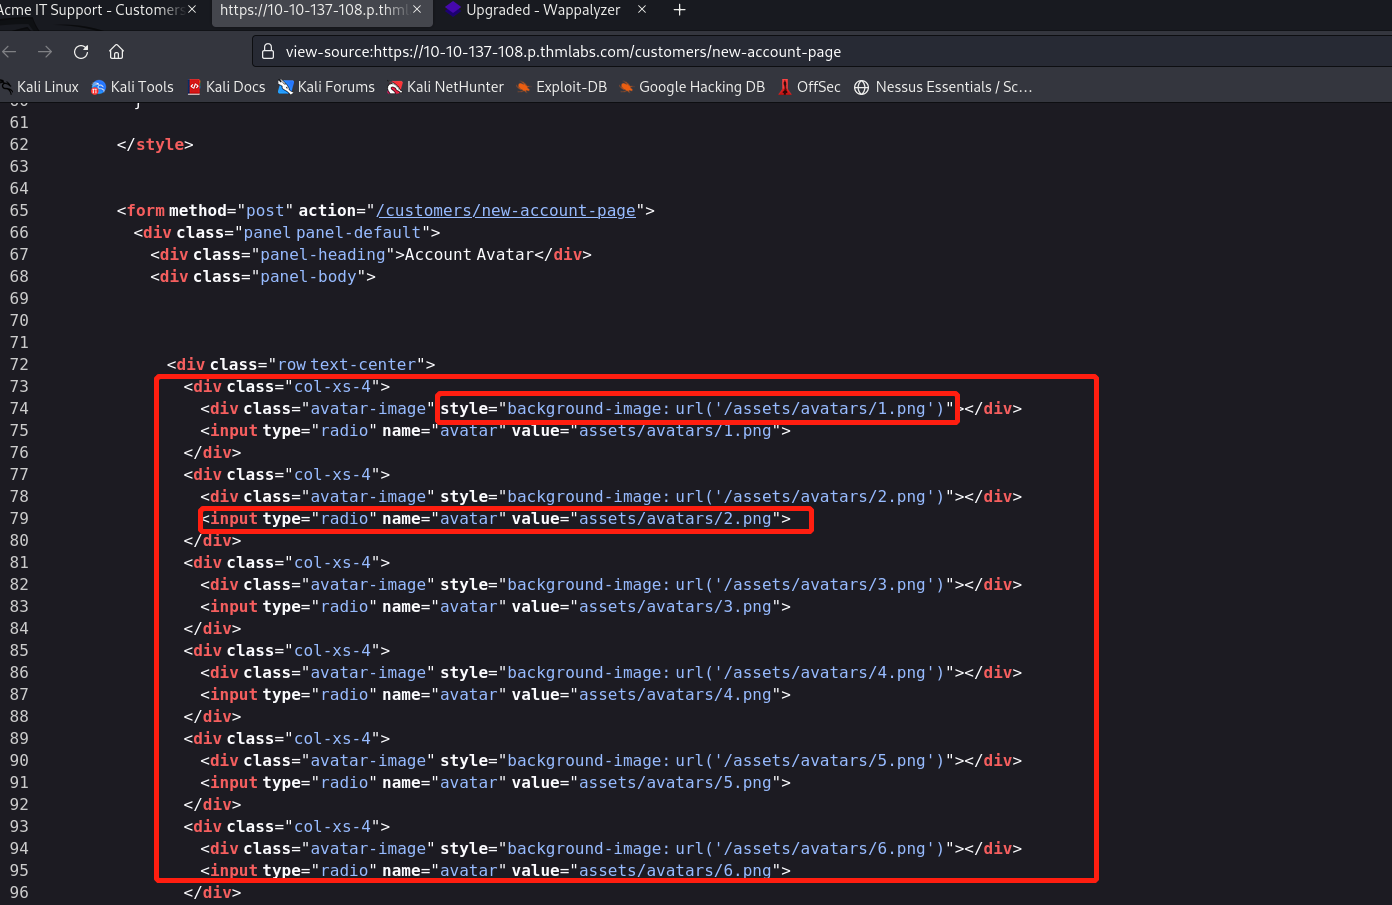 Acme IT Support - Customers
https://10-10-137-108.p.thml
Upgraded - Wappalyzer
view-source:https://10-10-137-108.p.thmlabs.com/customers/new-account-page
Kali Linux Kali Tools Kali Docs Kali Forums Kali NetHunter Exploit-DB Google Hacking DB OffSec Nessus Essentials / Sc…
60 }
61
62 </style>
63
64
65 <form method="post" action="/customers/new-account-page">
66 <div class="panel panel-default">
67 <div class="panel-heading">Account Avatar</div>
68 <div class="panel-body">
69
70
71
72 <div class="row text-center">
73 <div class="col-xs-4">
74 <div class="avatar-image" style="background-image: url('/assets/avatars/1.png')"></div>
75 <input type="radio" name="avatar" value="assets/avatars/1.png">
76 </div>
77 <div class="col-xs-4">
78 <div class="avatar-image" style="background-image: url('/assets/avatars/2.png')"></div>
79 <input type="radio" name="avatar" value="assets/avatars/2.png">
80 </div>
81 <div class="col-xs-4">
82 <div class="avatar-image" style="background-image: url('/assets/avatars/3.png')"></div>
83 <input type="radio" name="avatar" value="assets/avatars/3.png">
84 </div>
85 <div class="col-xs-4">
86 <div class="avatar-image" style="background-image: url('/assets/avatars/4.png')"></div>
87 <input type="radio" name="avatar" value="assets/avatars/4.png">
88 </div>
89 <div class="col-xs-4">
90 <div class="avatar-image" style="background-image: url('/assets/avatars/5.png')"></div>
91 <input type="radio" name="avatar" value="assets/avatars/5.png">
92 </div>
93 <div class="col-xs-4">
94 <div class="avatar-image" style="background-image: url('/assets/avatars/6.png')"></div>
95 <input type="radio" name="avatar" value="assets/avatars/6.png">
96 </div>